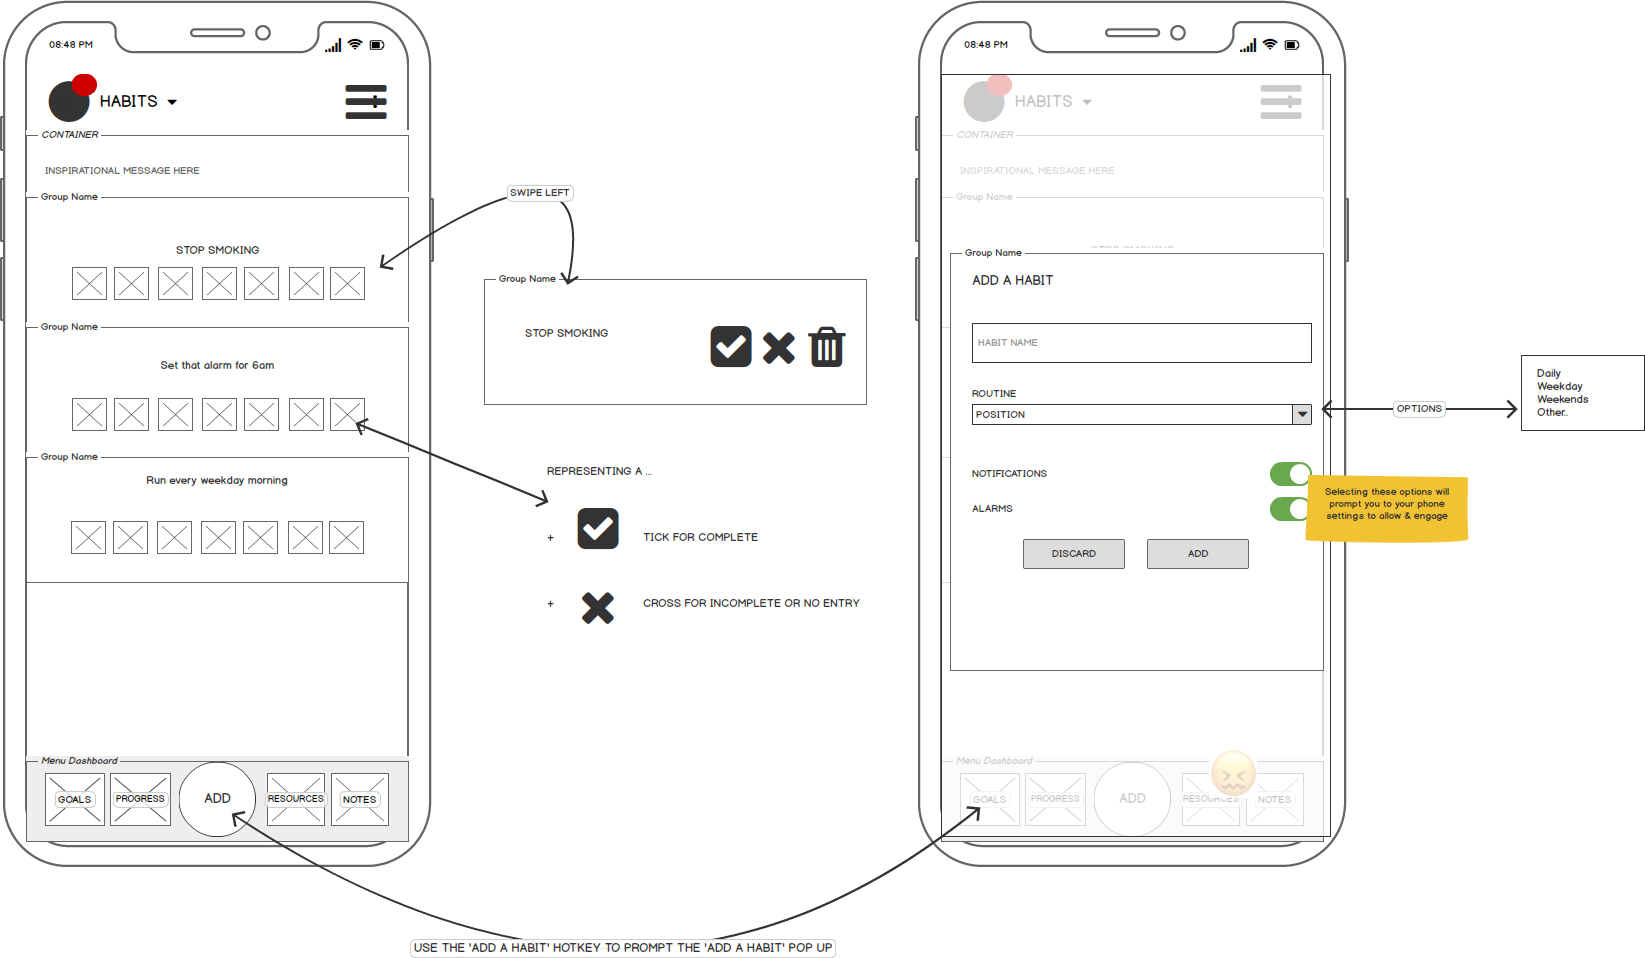 08:48 PM
HABITS
CONTAINER
INSPIRATIONAL MESSAGE HERE
Group Name
STOP SMOKING
Group Name
Set that alarm for 6am
Group Name
Run every weekday morning
Menu Dashboard
GOALS
PROGRESS
ADD
RESOURCES
NOTES
SWIPE LEFT
Group Name
STOP SMOKING
REPRESENTING A ...
+
TICK FOR COMPLETE
+
CROSS FOR INCOMPLETE OR NO ENTRY
08:48 PM
HABITS
CONTAINER
INSPIRATIONAL MESSAGE HERE
Group Name
STOP SMOKING
Group Name
ADD A HABIT
HABIT NAME
ROUTINE
POSITION
NOTIFICATIONS
ALARMS
DISCARD
ADD
Menu Dashboard
GOALS
PROGRESS
ADD
RESOURCES
NOTES
OPTIONS
Daily
Weekday
Weekends
Other..
Selecting these options will
prompt you to your phone
settings to allow & engage
USE THE 'ADD A HABIT' HOTKEY TO PROMPT THE 'ADD A HABIT' POP UP